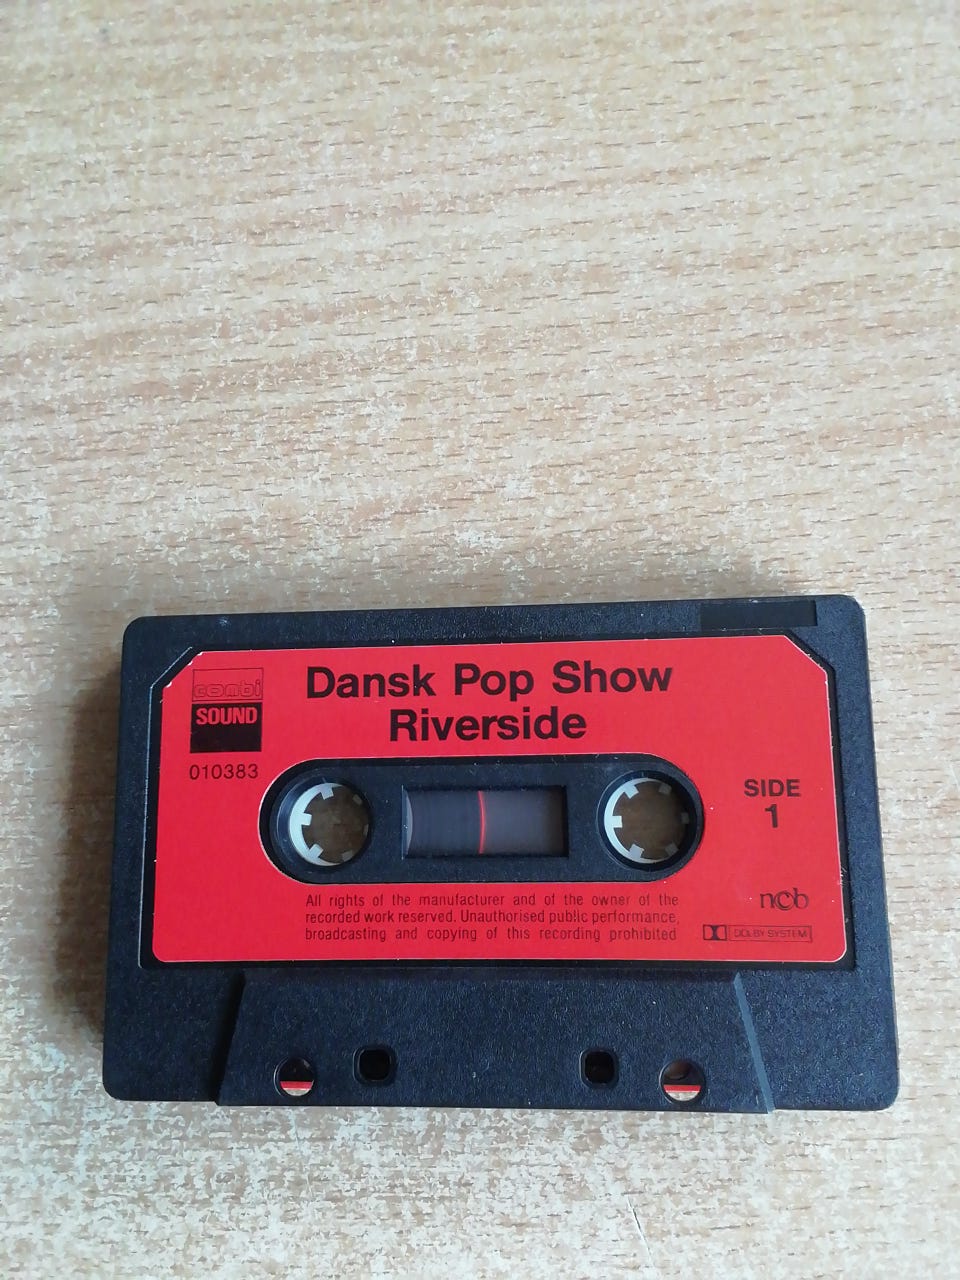 Dansk Pop Show
Riverside
combi
SOUND
010383
SIDE
1
All rights of the manufacturer and of the owner of the
recorded work reserved. Unauthorised public performance,
broadcasting and copying of this recording prohibited
ncb
DOLBY SYSTEM